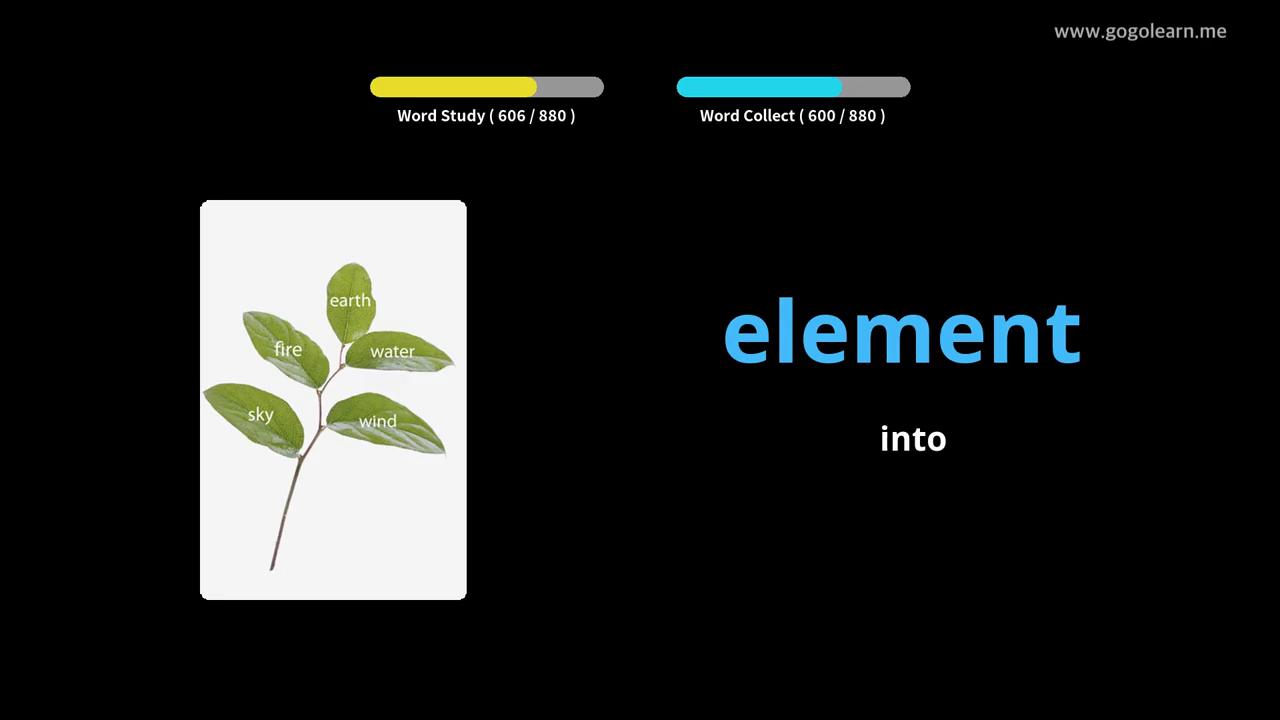 www.gogolearn.me
Word Study ( 606 / 880 )
Word Collect ( 600 / 880 )
earth
fire
water
sky
wind
element
into